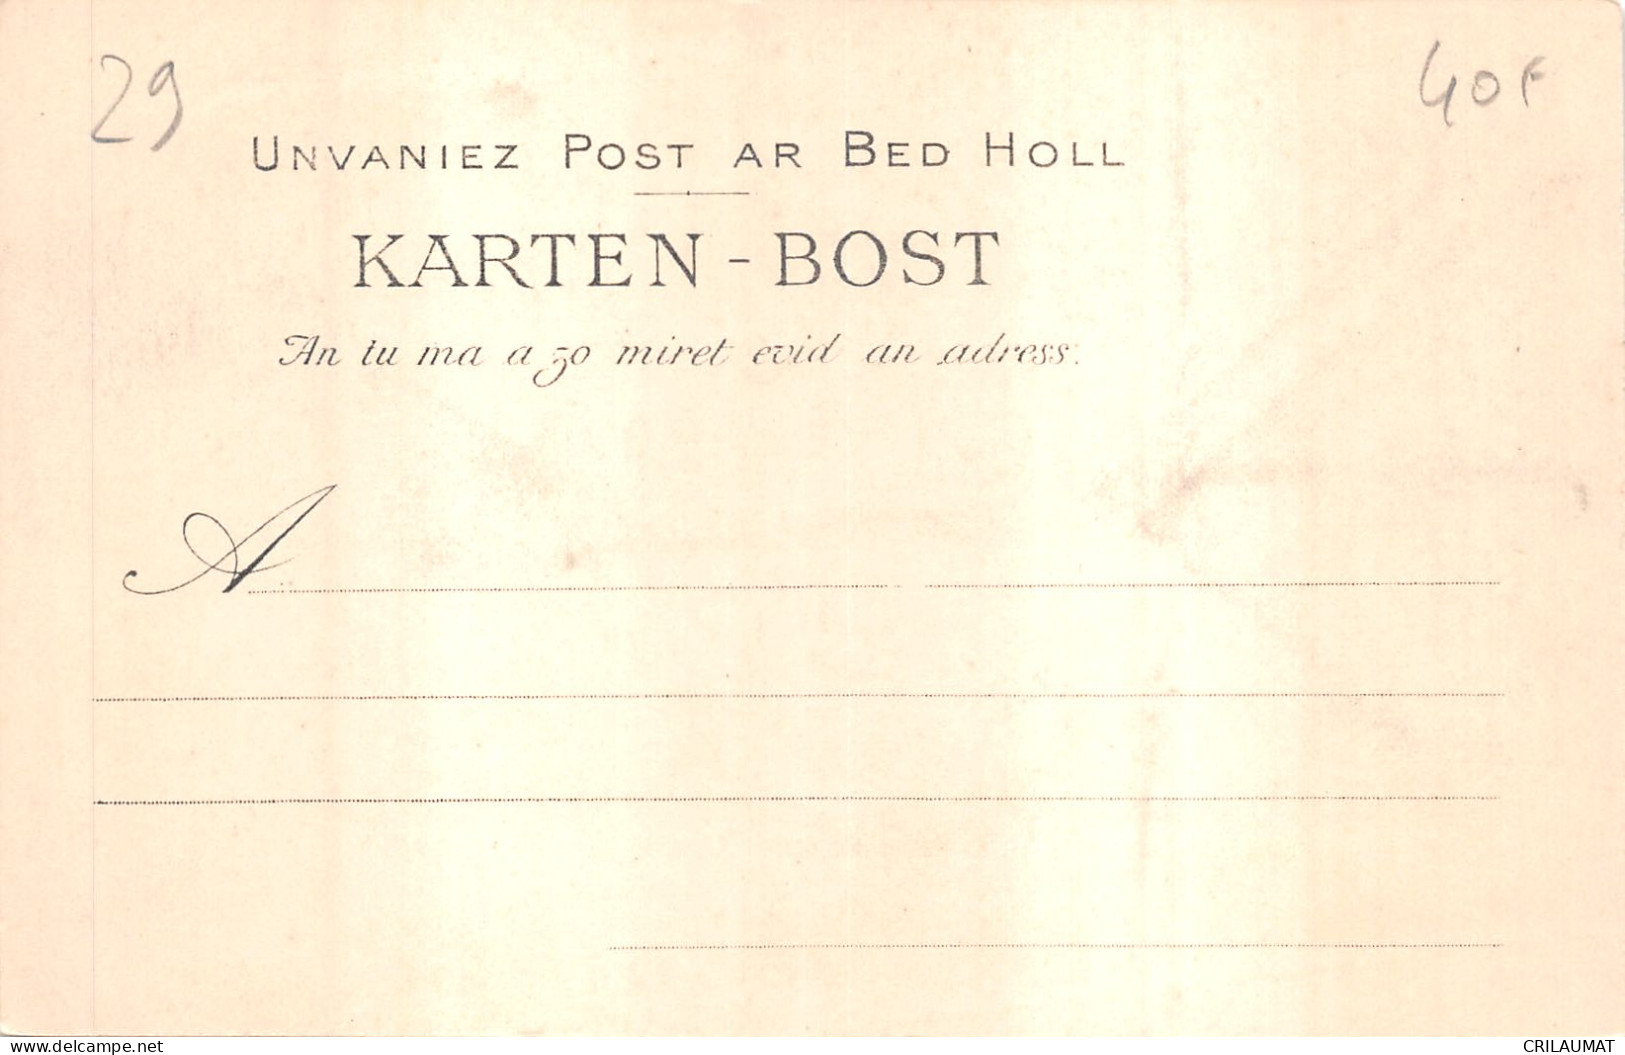 29
40F
UNVANIEZ POST AR BED HOLL
KARTEN-BOST
An tu ma a zo miret evid an adress.
A
www.delcampe.net
CRILAUMAT